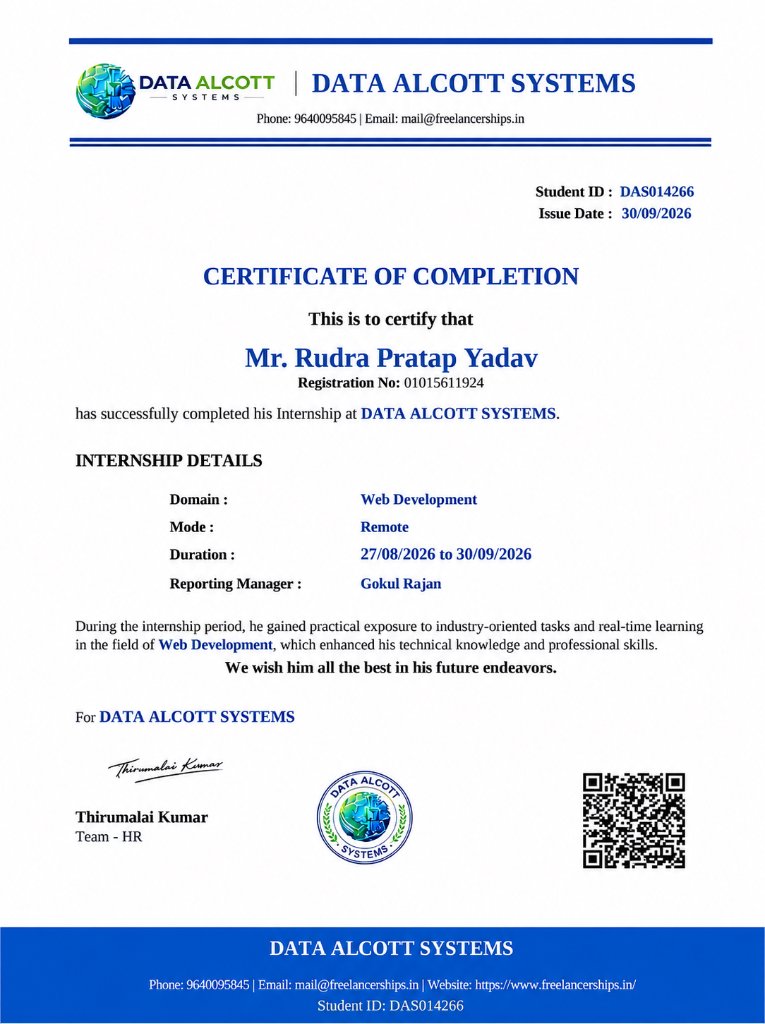 DATA ALCOTT
SYSTEMS
DATA ALCOTT SYSTEMS
Phone: 9640095845 | Email: mail@freelancerships.in
Student ID : DAS014266
Issue Date : 30/09/2026
CERTIFICATE OF COMPLETION
This is to certify that
Mr. Rudra Pratap Yadav
Registration No: 01015611924
has successfully completed his Internship at DATA ALCOTT SYSTEMS.
INTERNSHIP DETAILS
Domain : Web Development
Mode : Remote
Duration : 27/08/2026 to 30/09/2026
Reporting Manager : Gokul Rajan
During the internship period, he gained practical exposure to industry-oriented tasks and real-time learning
in the field of Web Development, which enhanced his technical knowledge and professional skills.
We wish him all the best in his future endeavors.
For DATA ALCOTT SYSTEMS
Thirumalai Kumar
Thirumalai Kumar
Team - HR
DATA ALCOTT
SYSTEMS
DATA ALCOTT SYSTEMS
Phone: 9640095845 | Email: mail@freelancerships.in | Website: https://www.freelancerships.in/
Student ID: DAS014266